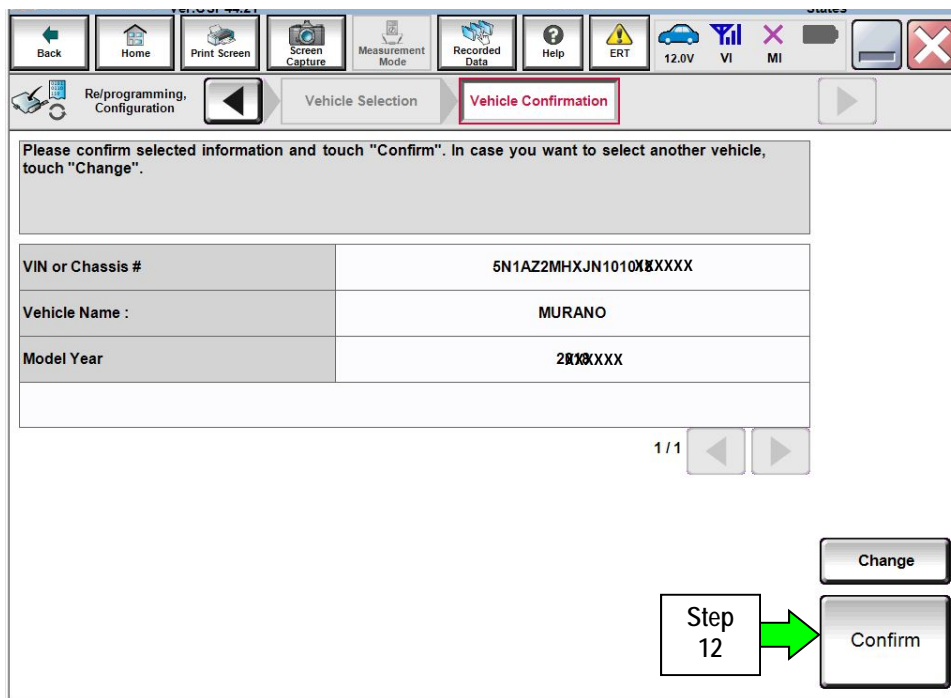 Back
Home
Print Screen
Screen Capture
Measurement Mode
Recorded Data
Help
ERT
12.0V
VI
MI
Re/programming, Configuration
Vehicle Selection
Vehicle Confirmation
Please confirm selected information and touch "Confirm". In case you want to select another vehicle,
touch "Change".
VIN or Chassis #
Vehicle Name :
MURANO
Model Year
1/1
Change
Step
12
Confirm